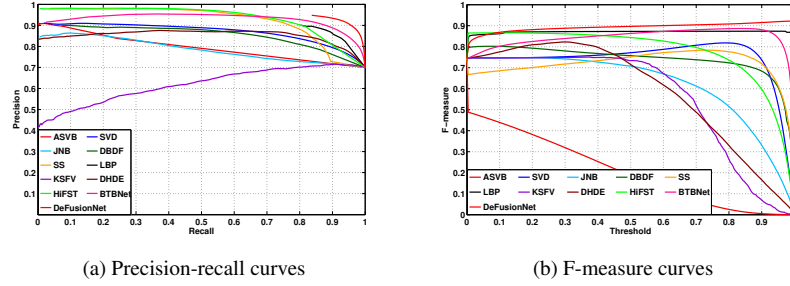 1
0.9
0.8
0.7
0.6
0.5
0.4
0.3
0.2
0.1
0 0.1 0.2 0.3 0.4 0.5 0.6 0.7 0.8 0.9 1
Precision
Recall
ASVB SVD
JNB DBDF
SS LBP
KSFV DHDE
HiFST BTBNet
DeFusionNet
(a) Precision-recall curves
1
0.9
0.8
0.7
0.6
0.5
0.4
0.3
0.2
0.1
0
0 0.1 0.2 0.3 0.4 0.5 0.6 0.7 0.8 0.9
F-measure
Threshold
ASVB SVD JNB DBDF SS
LBP KSFV DHDE HiFST BTBNet
DeFusionNet
(b) F-measure curves